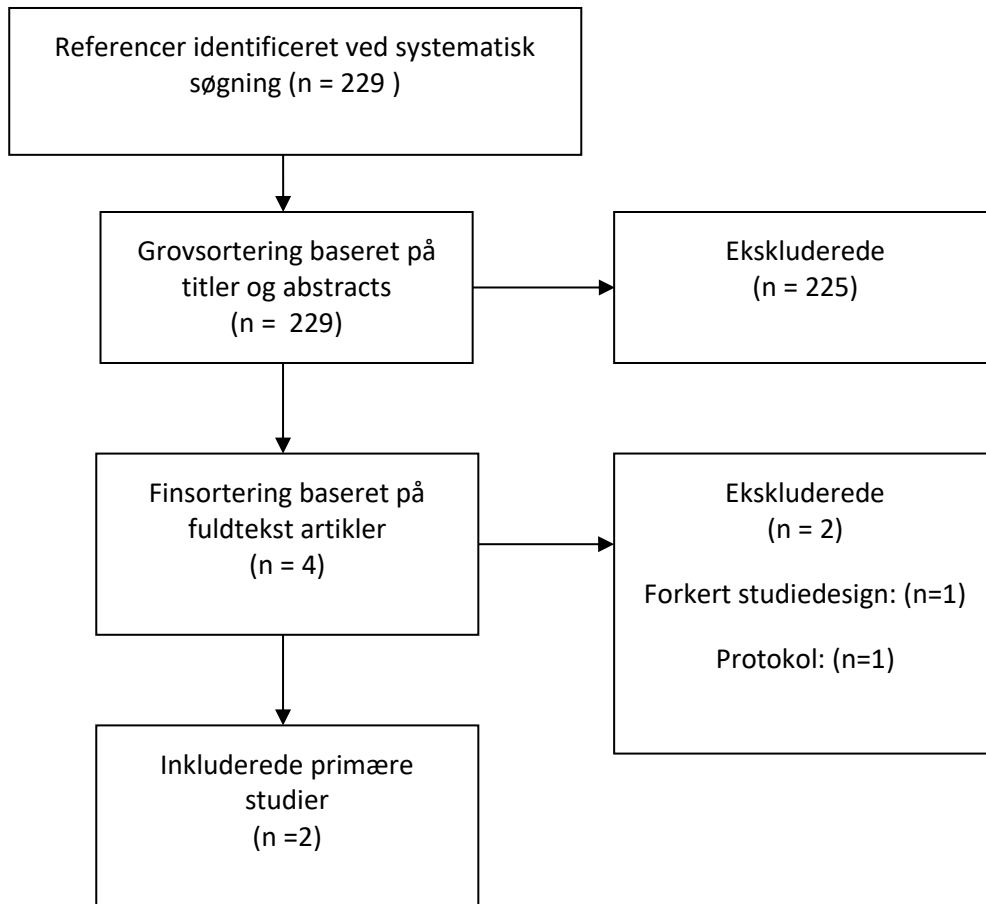 Referencer identificeret ved systematisk
søgning (n = 229 )
Grovsortering baseret på
titler og abstracts
(n =  229)
Ekskluderede
(n = 225)
Finsortering baseret på
fuldtekst artikler
(n = 4)
Ekskluderede
(n = 2)
Forkert studiedesign: (n=1)
Protokol: (n=1)
Inkluderede primære
studier
(n =2)